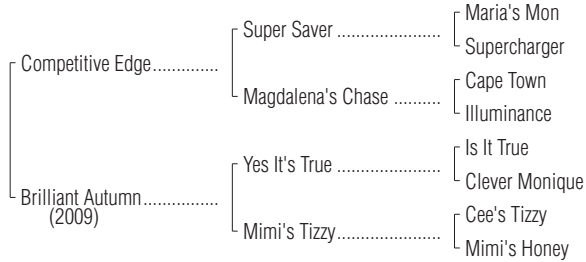 Maria's Mon
Super Saver ....................
Supercharger
Competitive Edge..............
Cape Town
Magdalena's Chase ..........
Illuminance
Is It True
Yes It's True ....................
Clever Monique
Brilliant Autumn................
(2009)
Cee's Tizzy
Mimi's Tizzy.....................
Mimi's Honey